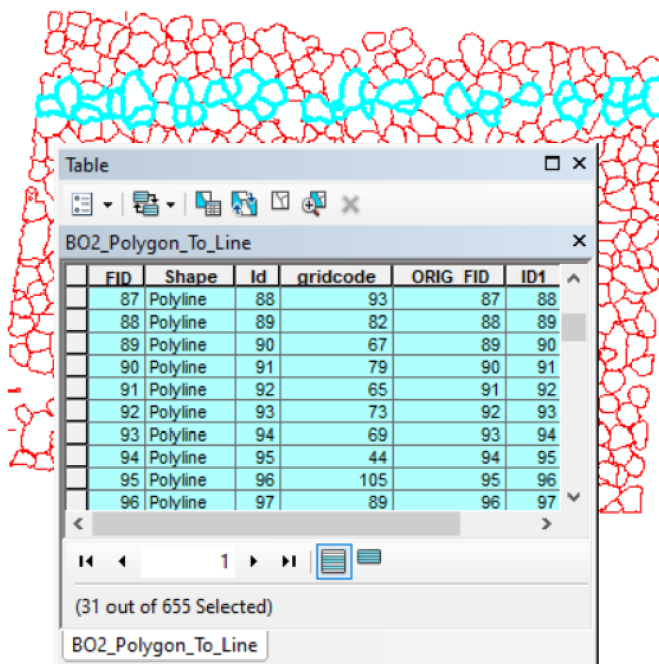 Table
BO2_Polygon_To_Line
FID Shape Id gridcode ORIG_FID ID1
87 Polyline 88 93 87 88
88 Polyline 89 82 88 89
89 Polyline 90 67 89 90
90 Polyline 91 79 90 91
91 Polyline 92 65 91 92
92 Polyline 93 73 92 93
93 Polyline 94 69 93 94
94 Polyline 95 44 94 95
95 Polyline 96 105 95 96
96 Polyline 97 89 96 97
1
(31 out of 655 Selected)
BO2_Polygon_To_Line